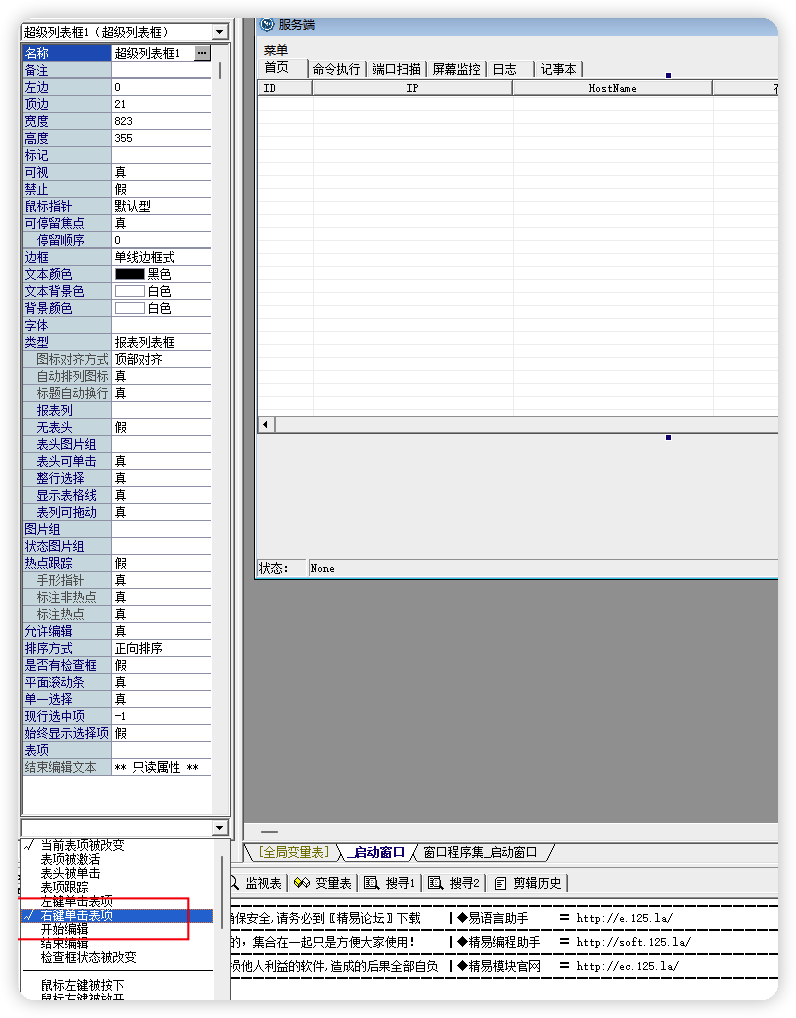 超级列表框1（超级列表框）
名称 超级列表框1 ...
备注
左边 0
顶边 21
宽度 823
高度 355
标记
可视 真
禁止 假
鼠标指针 默认型
可停留焦点 真
停留顺序 0
边框 单线边框式
文本颜色 黑色
文本背景色 白色
背景颜色 白色
字体
类型 报表列表框
图标对齐方式 顶部对齐
自动排列图标 真
标题自动换行 真
报表列
无表头 假
表头图片组
表头可单击 真
整行选择 真
显示表格线 真
表列可拖动 真
图片组
状态图片组
热点跟踪 假
手形指针 真
标注非热点 真
标注热点 真
允许编辑 真
排序方式 正向排序
是否有检查框 假
平面滚动条 真
单一选择 真
现行选中项 -1
始终显示选择项 假
表项
结束编辑文本 ** 只读属性 **
当前表项被改变
表项被激活
表头被单击
表项跟踪
左键单击表项
右键单击表项
开始编辑
结束编辑
检查框状态被改变
鼠标左键被按下
鼠标左键被放开
服务端
菜单
首页 命令执行 端口扫描 屏幕监控 日志 记事本
ID IP HostName
状态： None
[全局变量表] _启动窗口 窗口程序集_启动窗口
监视表 变量表 搜寻1 搜寻2 剪辑历史
确保安全,请务必到〖精易论坛〗下载 ┃◆易语言助手 ＝ http://e.125.la/
的，集合在一起只是方便大家使用！ ┃◆精易编程助手 ＝ http://soft.125.la/
损他人利益的软件,造成的后果全部自负 ┃◆精易模块官网 ＝ http://ec.125.la/